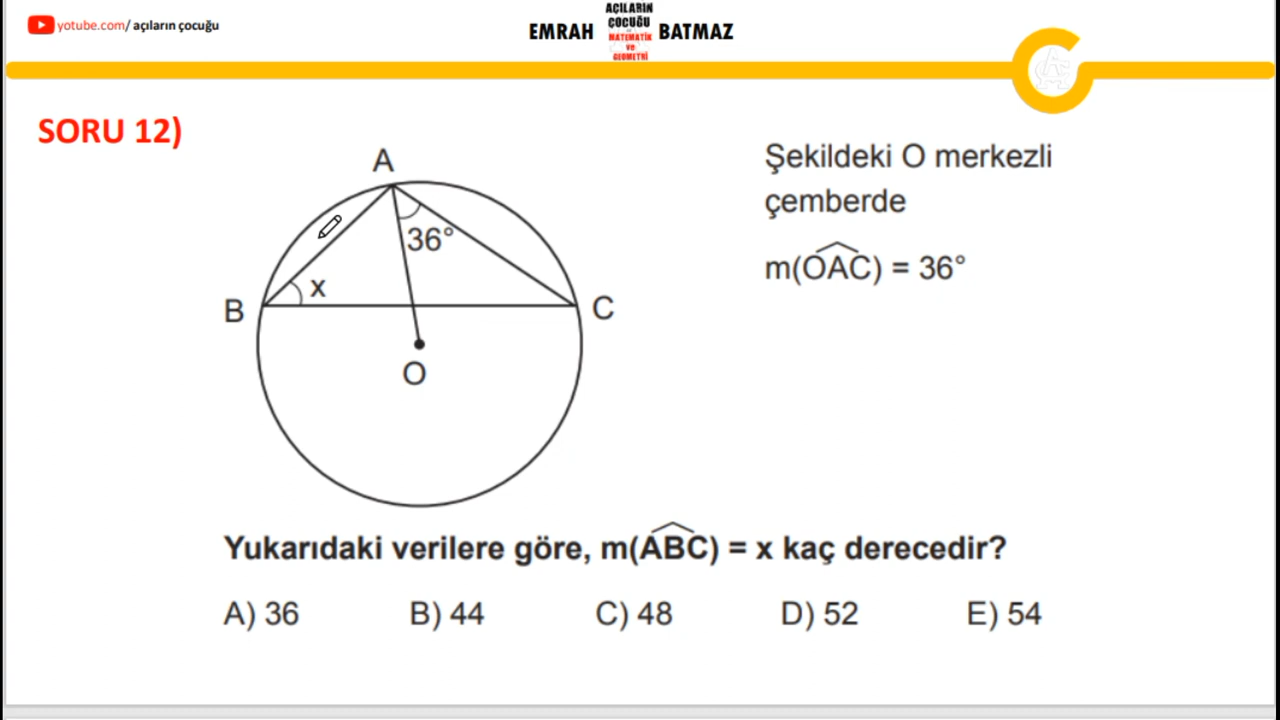 yotube.com/ açıların çocuğu
EMRAH
AÇILARIN
ÇOCUĞU
MATEMATİK
ve
GEOMETRİ
BATMAZ
SORU 12)
Şekildeki O merkezli
çemberde
m(OAC) = 36°
A
36°
x
B
C
O
Yukarıdaki verilere göre, m(ABC) = x kaç derecedir?
A) 36 B) 44 C) 48 D) 52 E) 54